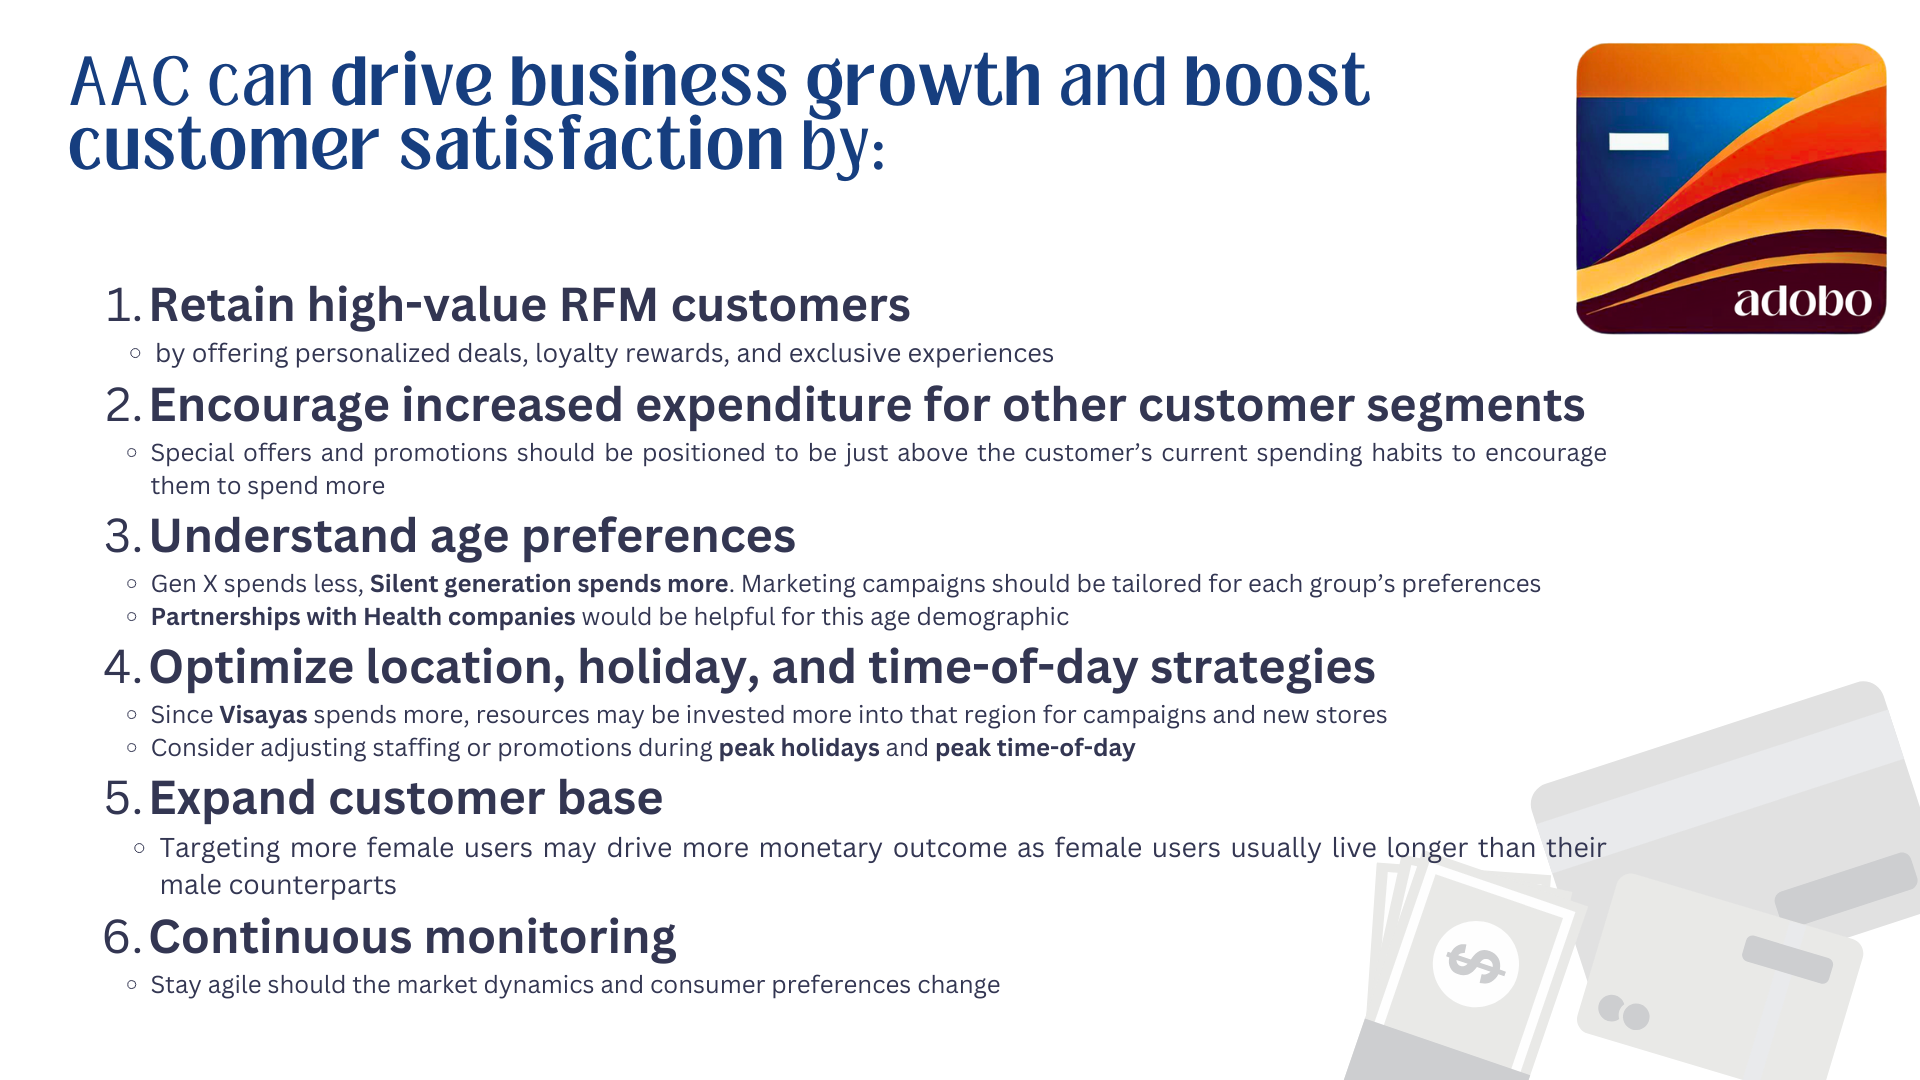 AAC can drive business growth and boost
customer satisfaction by:
adobo
1. Retain high-value RFM customers
by offering personalized deals, loyalty rewards, and exclusive experiences
2. Encourage increased expenditure for other customer segments
Special offers and promotions should be positioned to be just above the customer’s current spending habits to encourage
them to spend more
3. Understand age preferences
Gen X spends less, Silent generation spends more. Marketing campaigns should be tailored for each group’s preferences
Partnerships with Health companies would be helpful for this age demographic
4. Optimize location, holiday, and time-of-day strategies
Since Visayas spends more, resources may be invested more into that region for campaigns and new stores
Consider adjusting staffing or promotions during peak holidays and peak time-of-day
5. Expand customer base
Targeting more female users may drive more monetary outcome as female users usually live longer than their
male counterparts
6. Continuous monitoring
Stay agile should the market dynamics and consumer preferences change
$